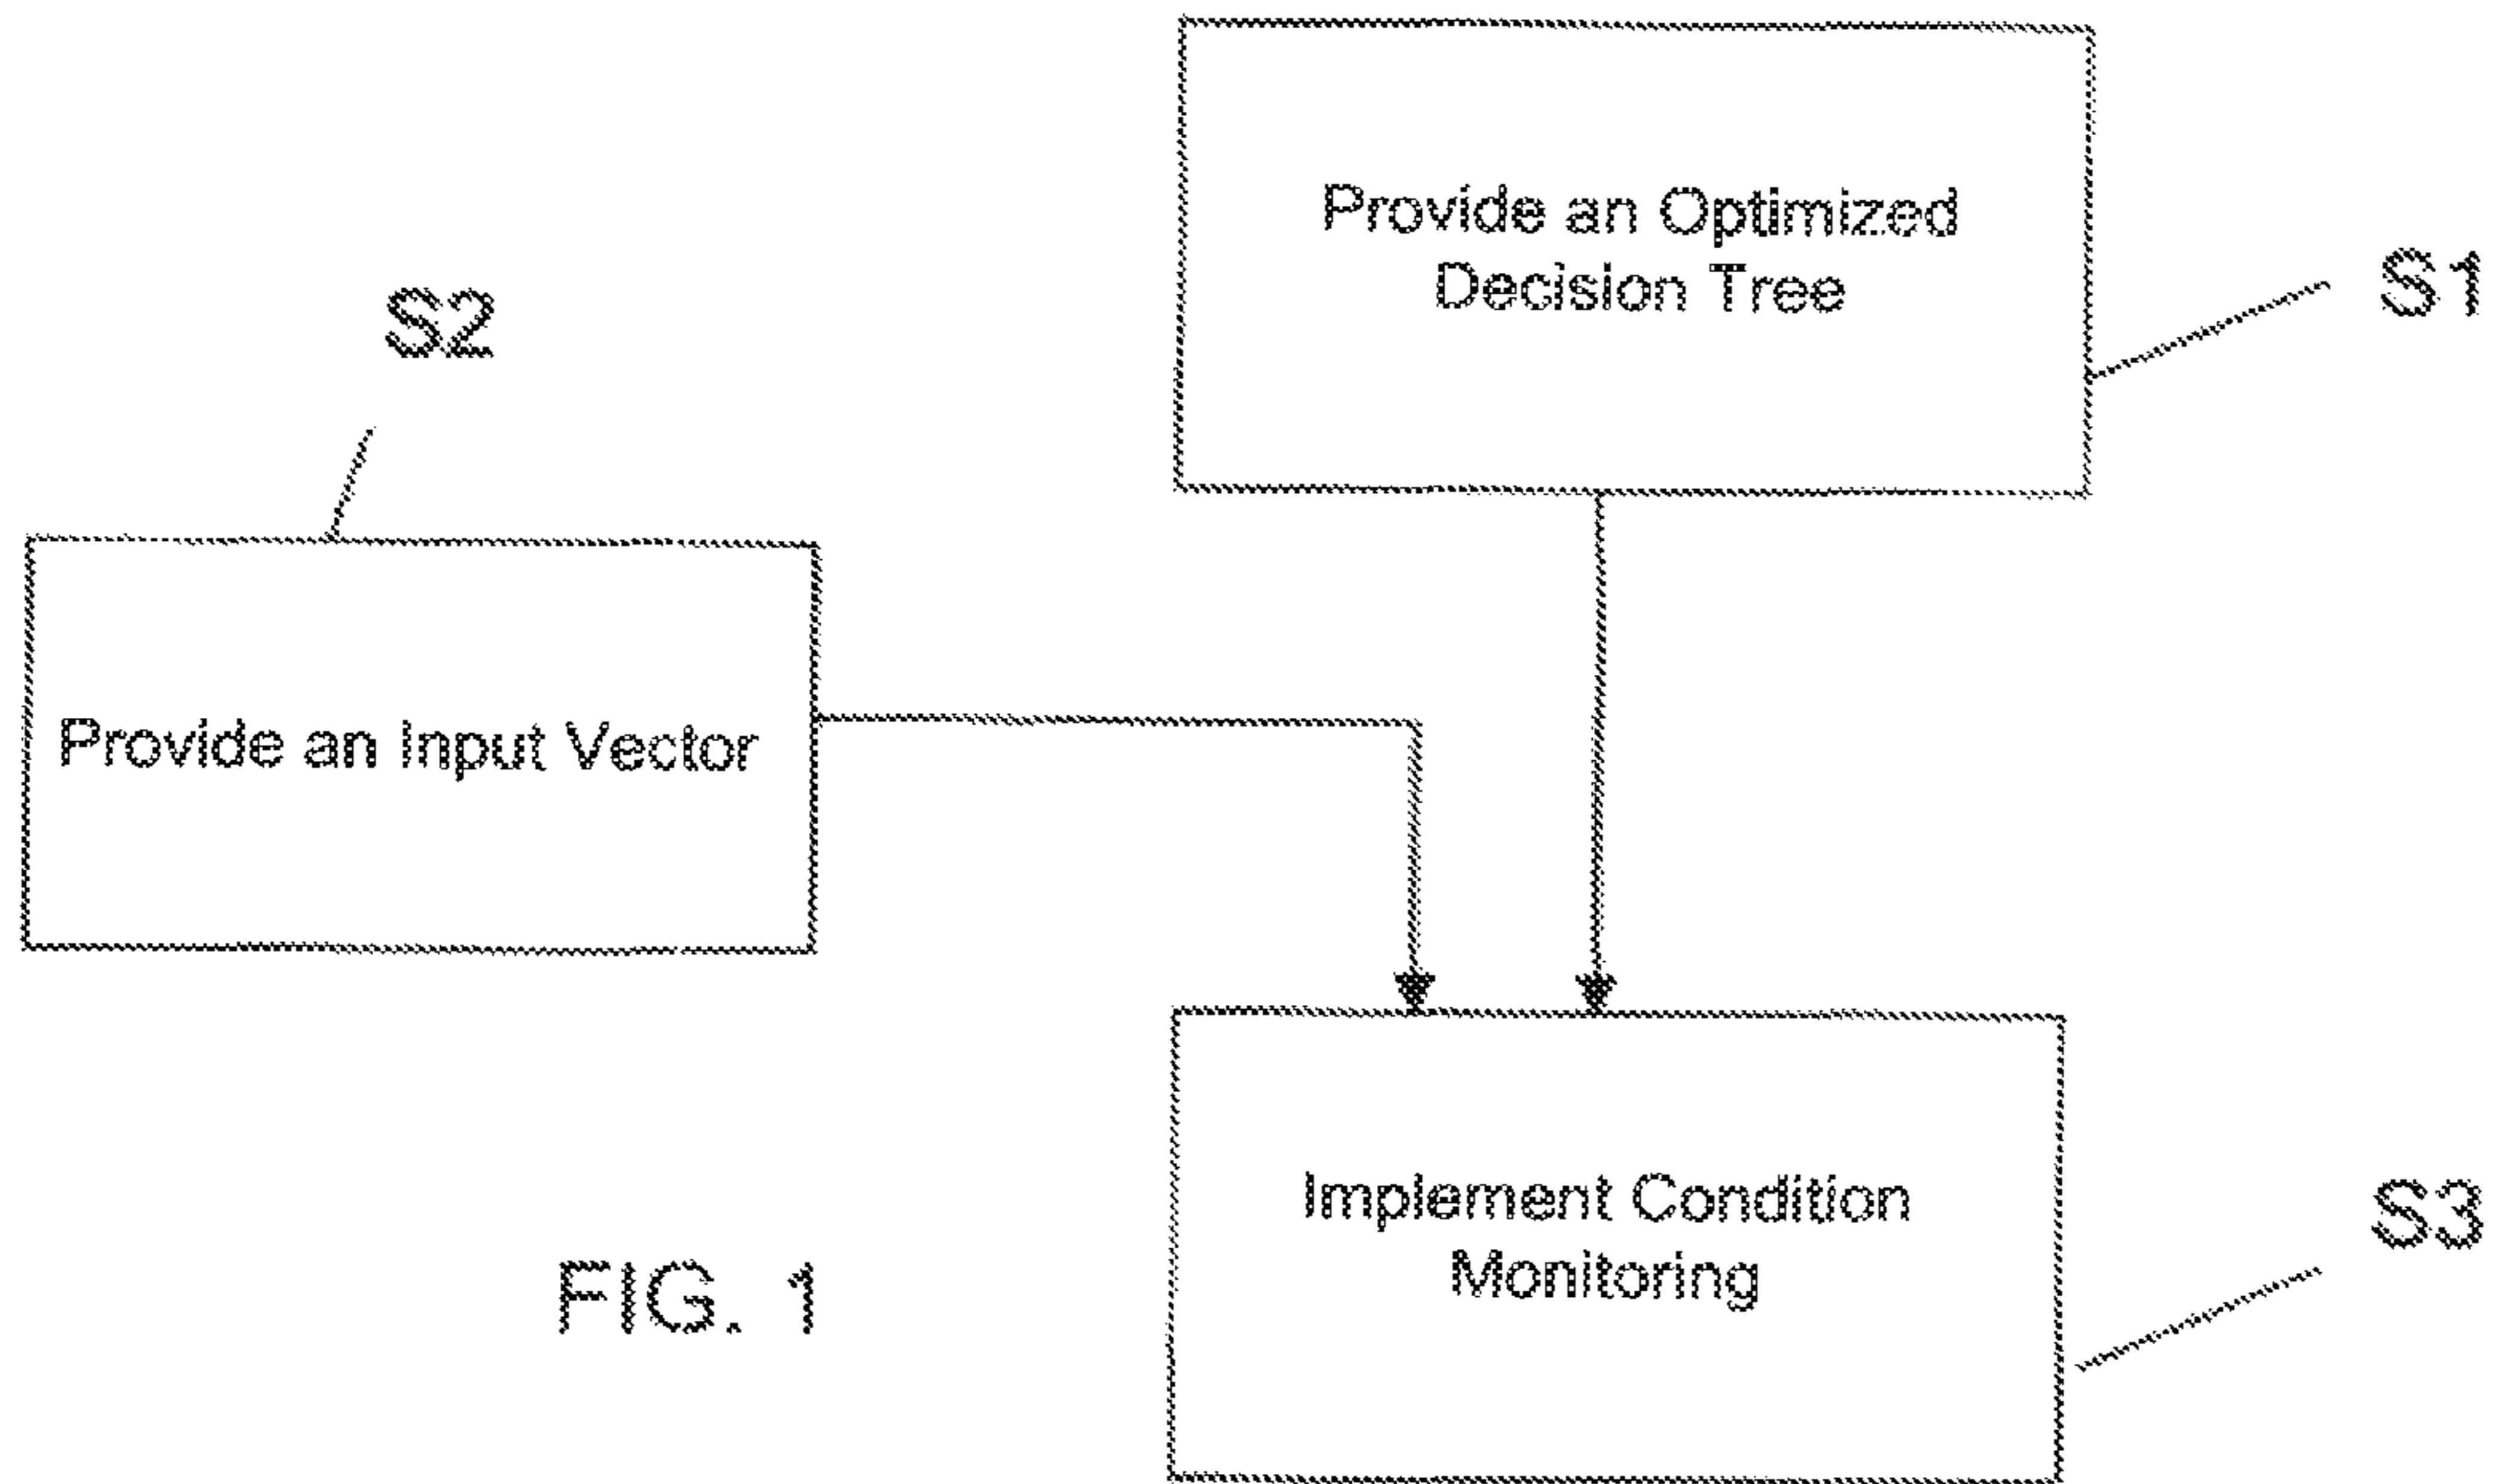 Provide an Optimized
Decision Tree
S1
S2
Provide an Input Vector
Implement Condition
Monitoring
S3
FIG. 1